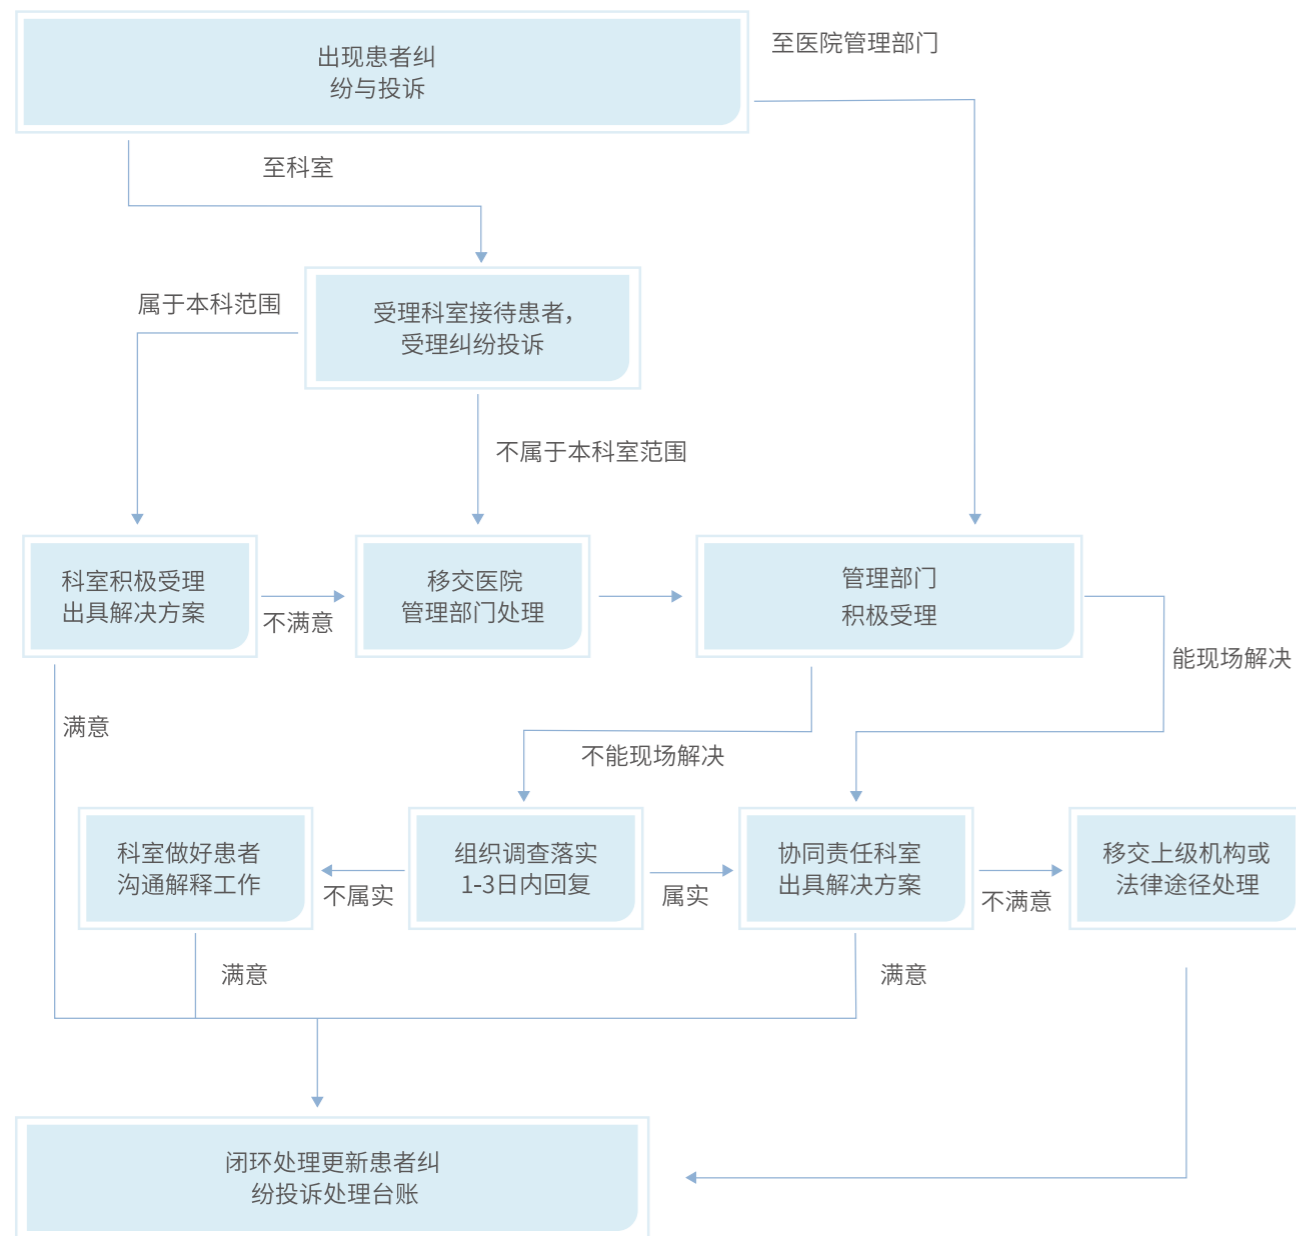 出现患者纠
纷与投诉
至医院管理部门
至科室
属于本科范围
受理科室接待患者,
受理纠纷投诉
不属于本科室范围
科室积极受理
出具解决方案
不满意
移交医院
管理部门处理
管理部门
积极受理
能现场解决
满意
不能现场解决
科室做好患者
沟通解释工作
不属实
组织调查落实
1-3日内回复
属实
协同责任科室
出具解决方案
不满意
移交上级机构或
法律途径处理
满意
满意
闭环处理更新患者纠
纷投诉处理台账